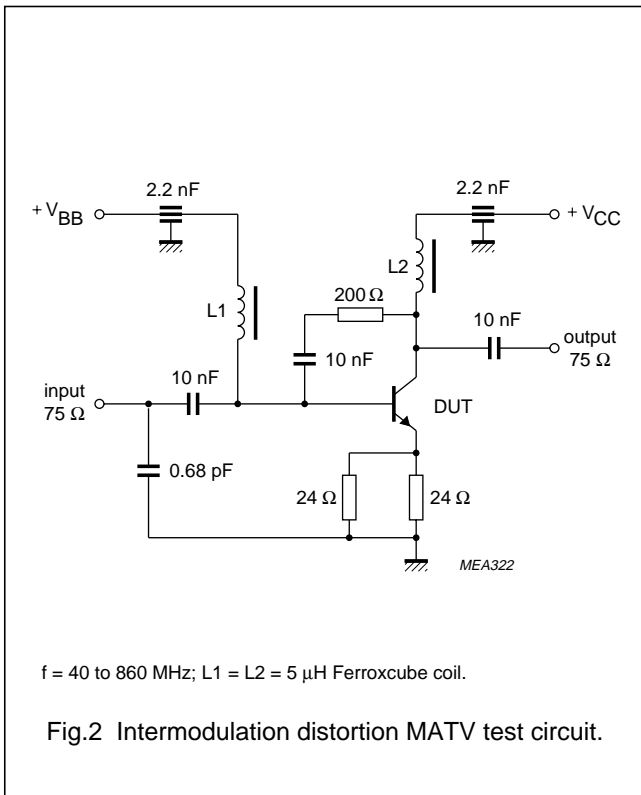 2.2 nF
2.2 nF
+ VBB
+ VCC
L2
L1
200 Ω
10 nF
10 nF
output
75 Ω
10 nF
input
75 Ω
DUT
0.68 pF
24 Ω
24 Ω
MEA322
f = 40 to 860 MHz; L1 = L2 = 5 μH Ferroxcube coil.
Fig.2 Intermodulation distortion MATV test circuit.